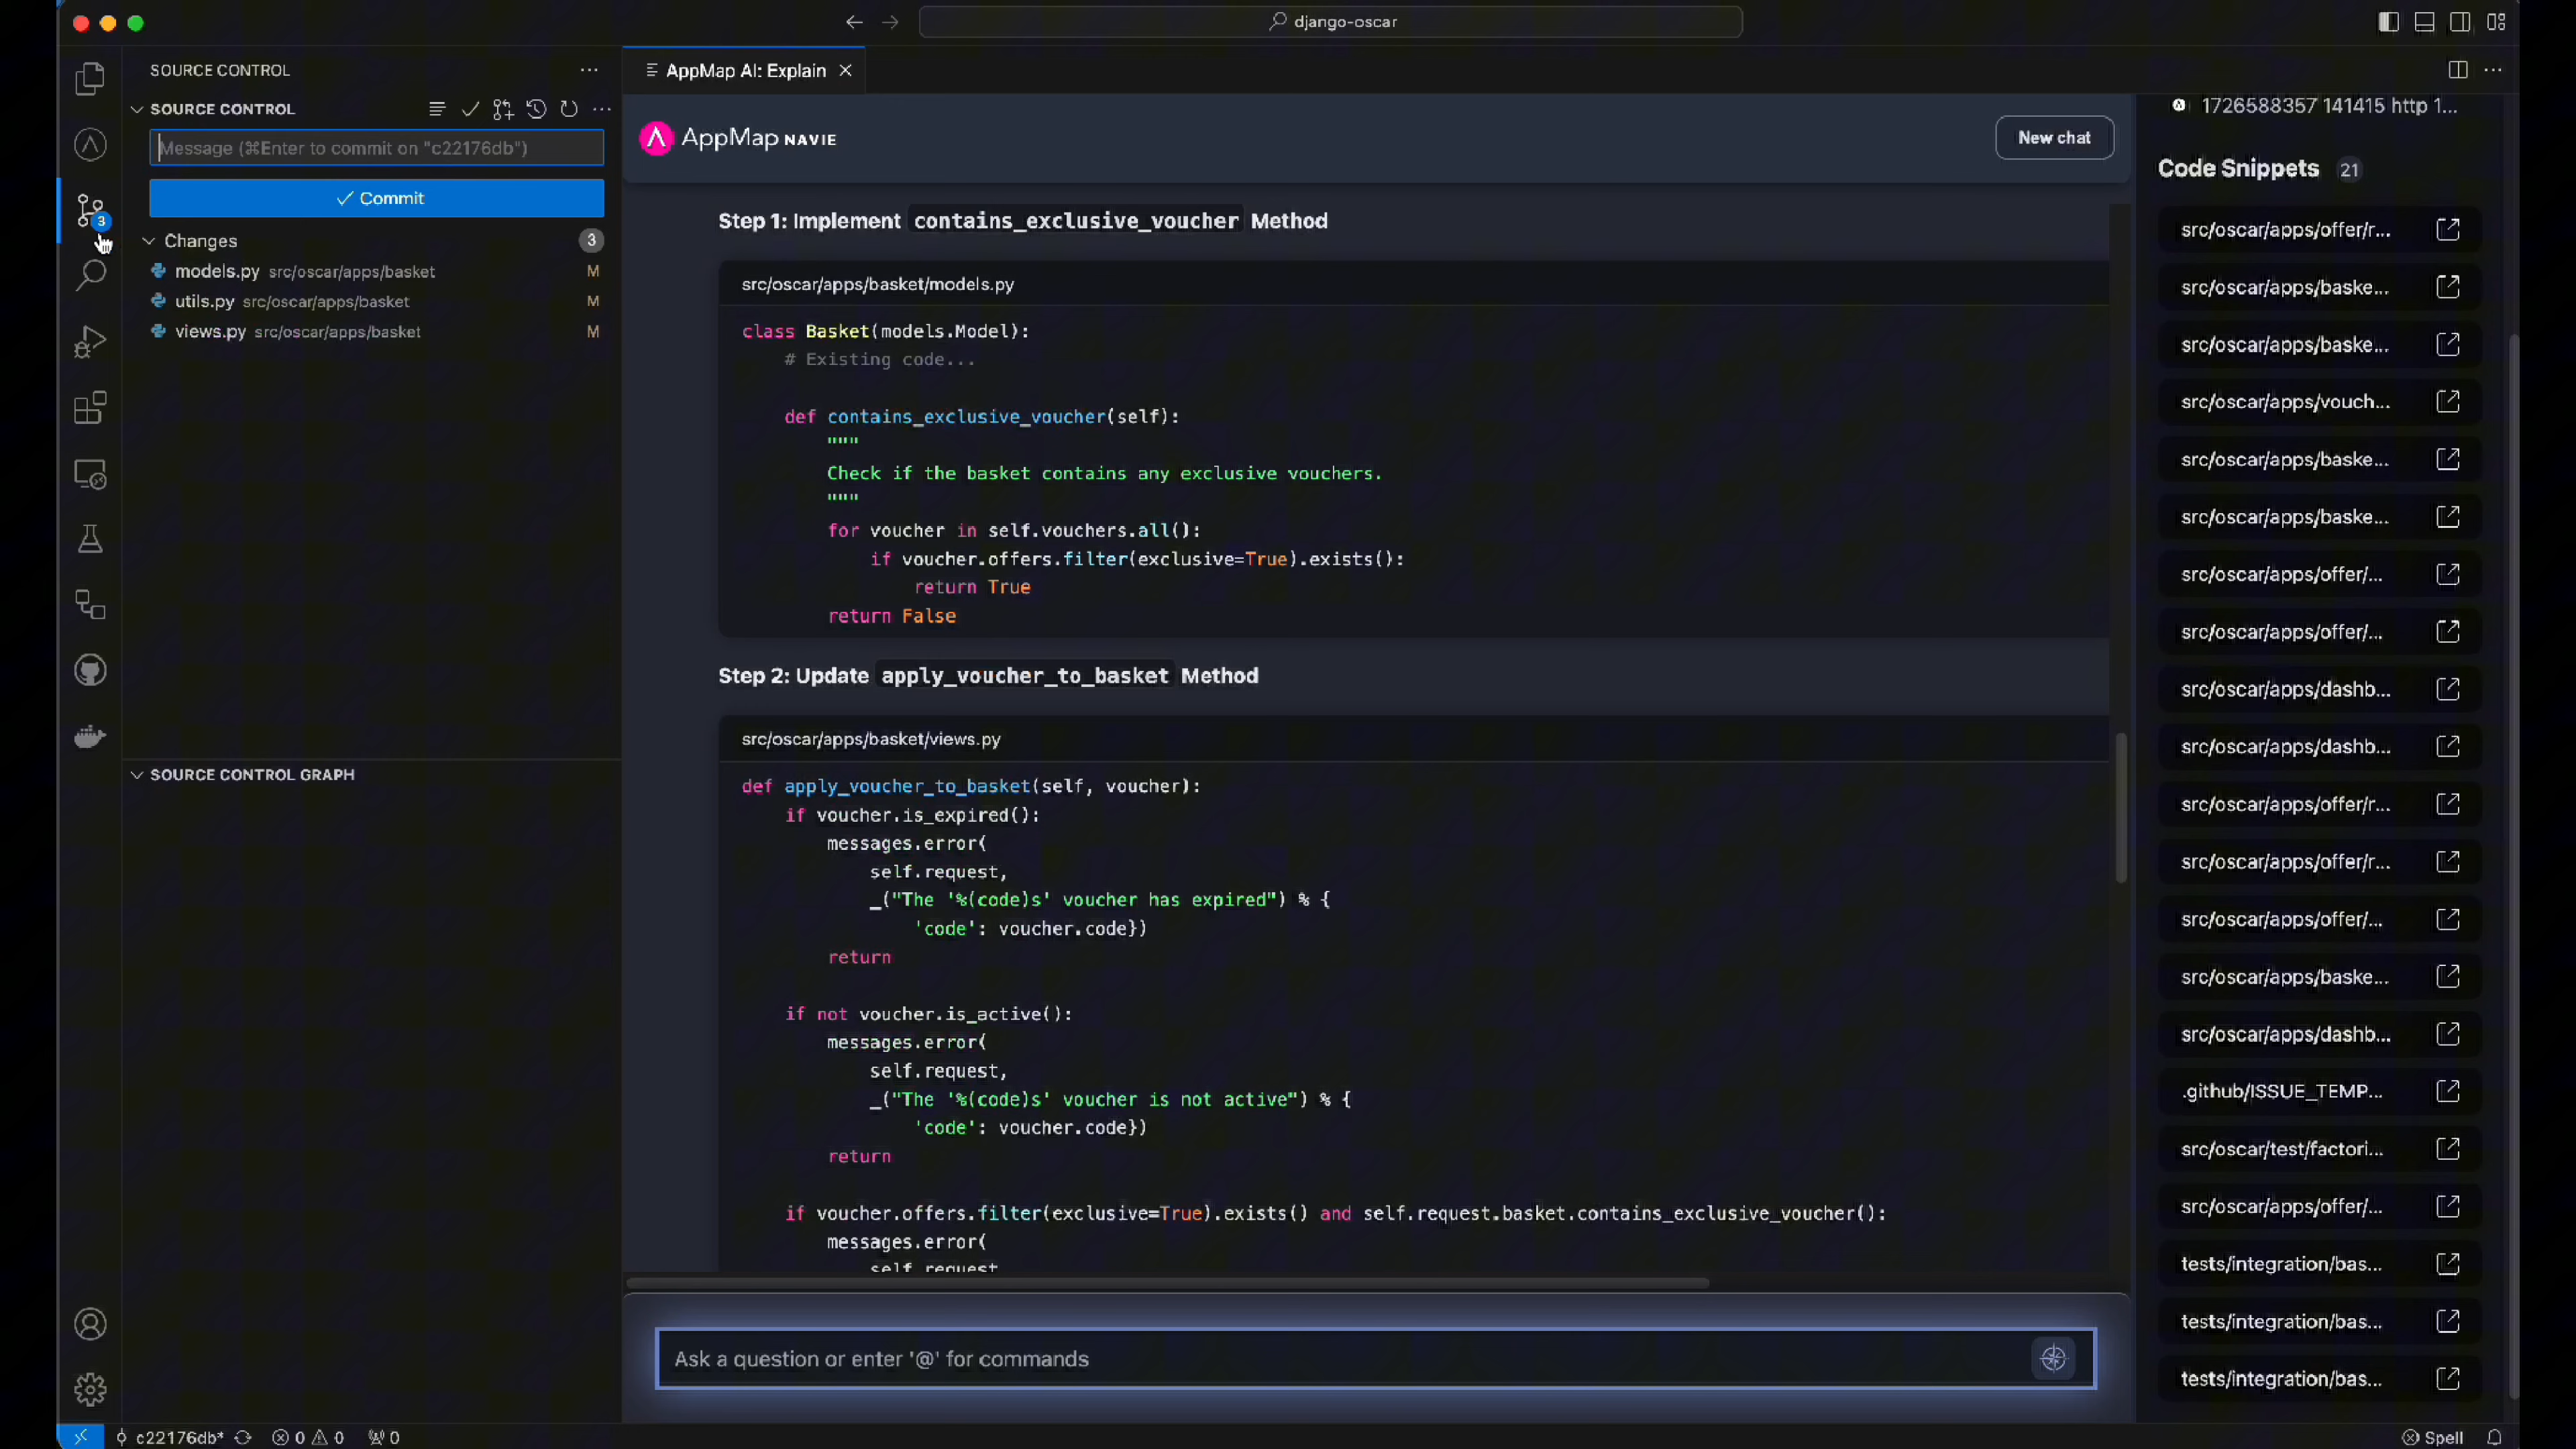 django-oscar
SOURCE CONTROL
SOURCE CONTROL
Message (⌘Enter to commit on "c22176db")
Commit
Changes
3
models.py src/oscar/apps/basket
M
utils.py src/oscar/apps/basket
M
views.py src/oscar/apps/basket
M
3
SOURCE CONTROL GRAPH
AppMap AI: Explain
AppMap NAVIE
New chat
Step 1: Implement contains_exclusive_voucher Method
src/oscar/apps/basket/models.py
class Basket(models.Model):
# Existing code...
def contains_exclusive_voucher(self):
"""
Check if the basket contains any exclusive vouchers.
"""
for voucher in self.vouchers.all():
if voucher.offers.filter(exclusive=True).exists():
return True
return False
Step 2: Update apply_voucher_to_basket Method
src/oscar/apps/basket/views.py
def apply_voucher_to_basket(self, voucher):
if voucher.is_expired():
messages.error(
self.request,
_("The '%(code)s' voucher has expired") % {
'code': voucher.code})
return
if not voucher.is_active():
messages.error(
self.request,
_("The '%(code)s' voucher is not active") % {
'code': voucher.code})
return
if voucher.offers.filter(exclusive=True).exists() and self.request.basket.contains_exclusive_voucher():
messages.error(
self.request
Ask a question or enter '@' for commands
1726588357 141415 http 1...
Code Snippets 21
src/oscar/apps/offer/r...
src/oscar/apps/baske...
src/oscar/apps/baske...
src/oscar/apps/vouch...
src/oscar/apps/baske...
src/oscar/apps/baske...
src/oscar/apps/offer/...
src/oscar/apps/offer/...
src/oscar/apps/dashb...
src/oscar/apps/dashb...
src/oscar/apps/offer/r...
src/oscar/apps/offer/r...
src/oscar/apps/offer/...
src/oscar/apps/baske...
src/oscar/apps/dashb...
.github/ISSUE_TEMP...
src/oscar/test/factori...
src/oscar/apps/offer/...
tests/integration/bas...
tests/integration/bas...
tests/integration/bas...
c22176db* 0 0 0
Spell